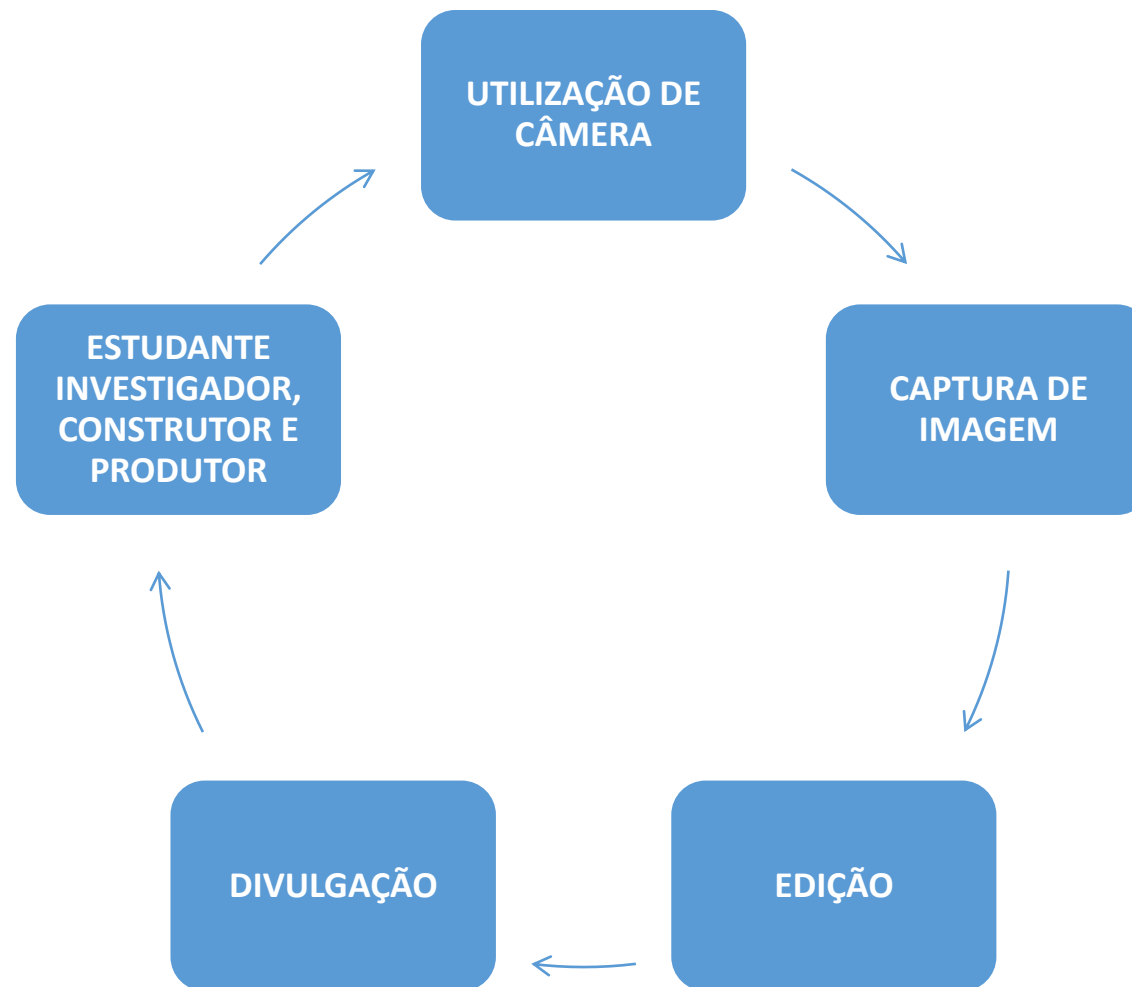 UTILIZAÇÃO DE
CÂMERA
CAPTURA DE
IMAGEM
EDIÇÃO
DIVULGAÇÃO
ESTUDANTE
INVESTIGADOR,
CONSTRUTOR E
PRODUTOR